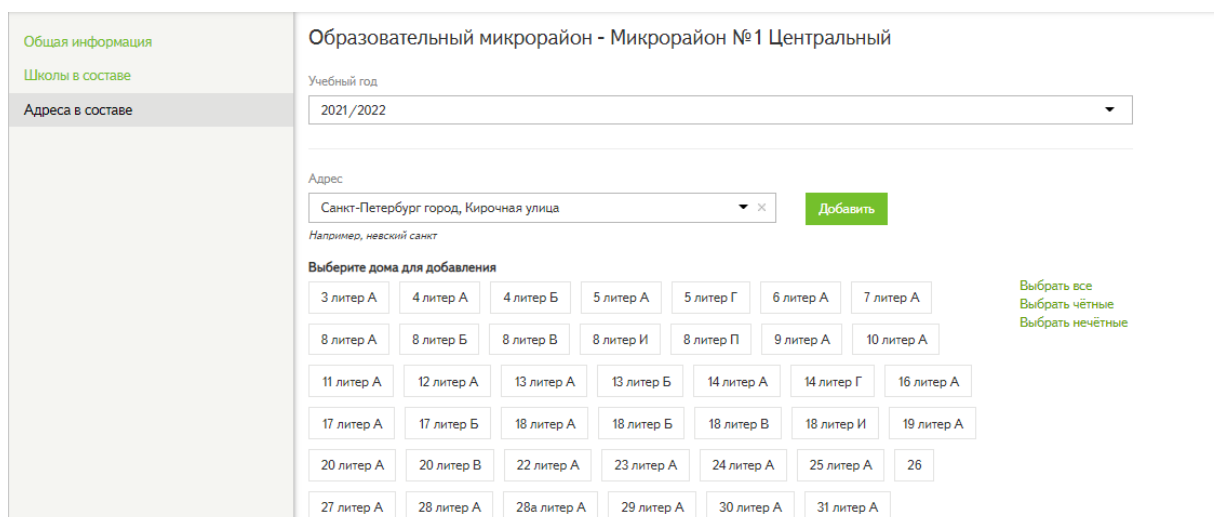 Общая информация
Школы в составе
Адреса в составе
Образовательный микрорайон - Микрорайон №1 Центральный
Учебный год
2021/2022
Адрес
Санкт-Петербург город, Кирочная улица
Добавить
Например, невский санкт
Выберите дома для добавления
3 литер А 4 литер А 4 литер Б 5 литер А 5 литер Г 6 литер А 7 литер А
8 литер А 8 литер Б 8 литер В 8 литер И 8 литер П 9 литер А 10 литер А
11 литер А 12 литер А 13 литер А 13 литер Б 14 литер А 14 литер Г 16 литер А
17 литер А 17 литер Б 18 литер А 18 литер Б 18 литер В 18 литер И 19 литер А
20 литер А 20 литер В 22 литер А 23 литер А 24 литер А 25 литер А 26
27 литер А 28 литер А 28а литер А 29 литер А 30 литер А 31 литер А
Выбрать все
Выбрать чётные
Выбрать нечётные